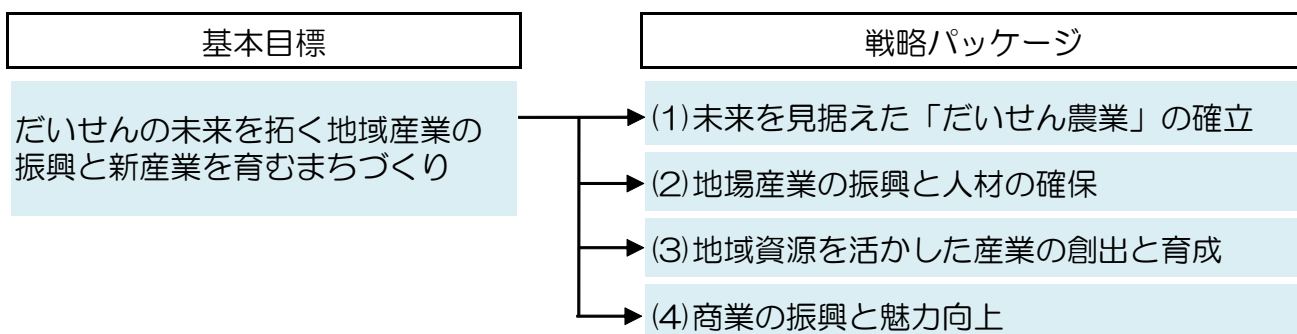 基本目標
戦略パッケージ
だいせんの未来を拓く地域産業の
振興と新産業を育むまちづくり
(1)未来を見据えた「だいせん農業」の確立
(2)地場産業の振興と人材の確保
(3)地域資源を活かした産業の創出と育成
(4)商業の振興と魅力向上